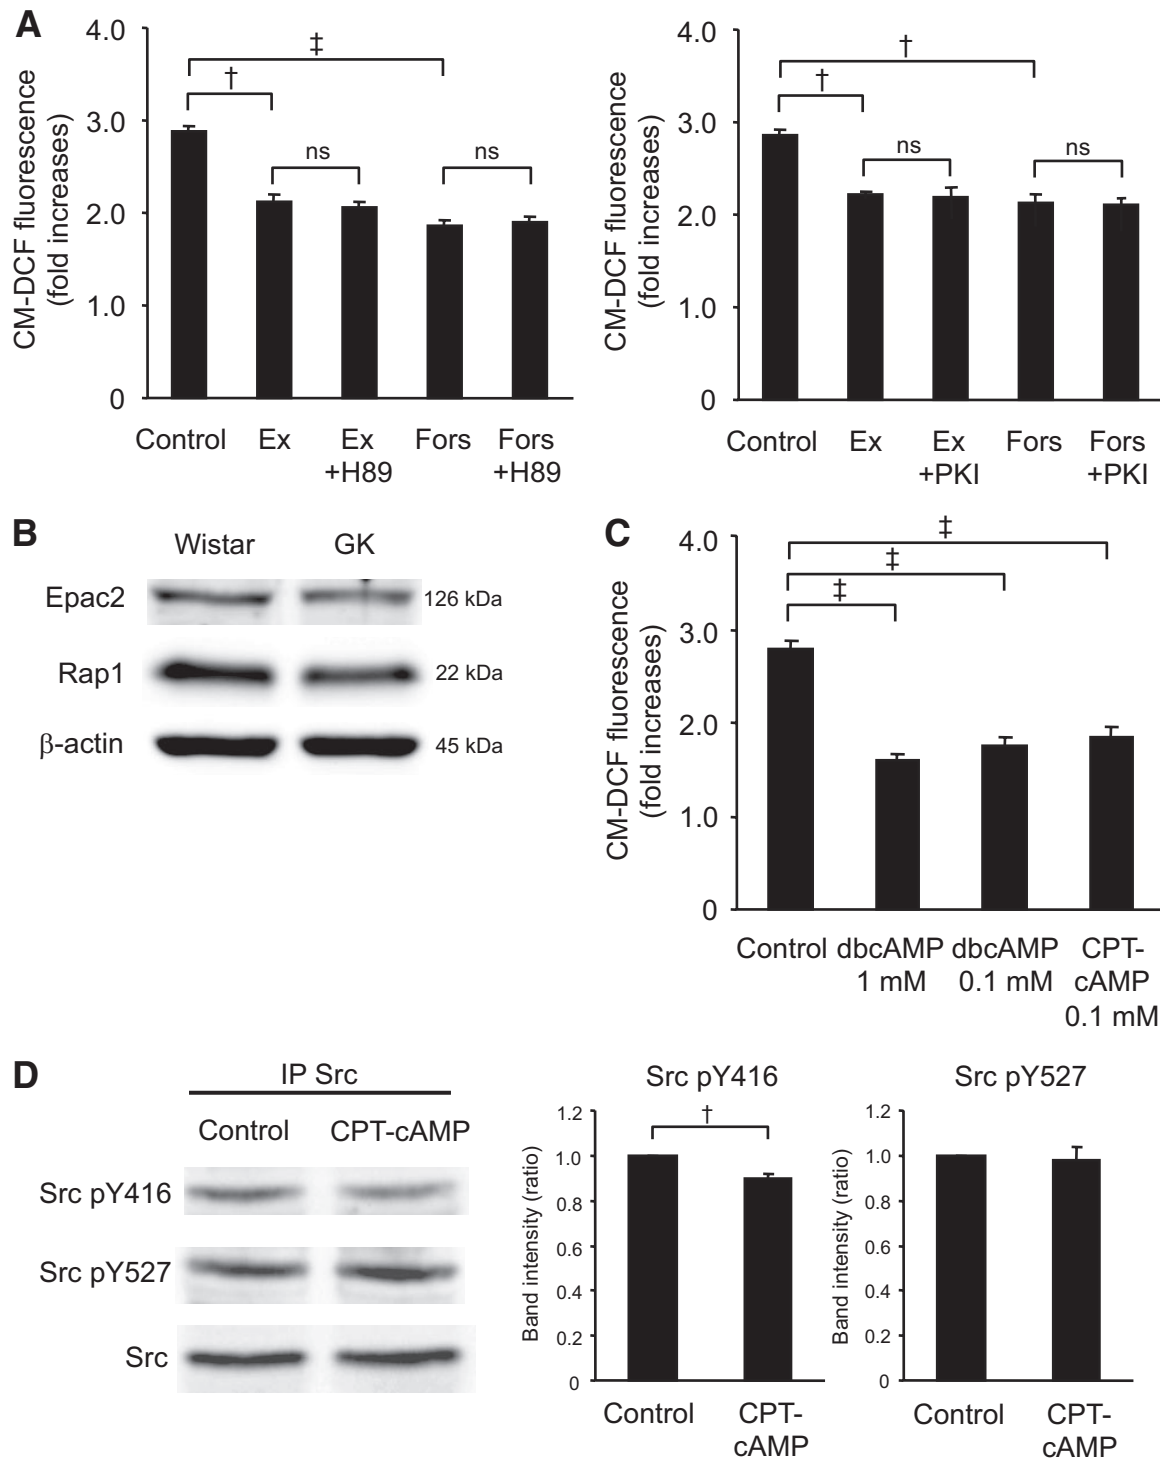 A
CM-DCF fluorescence
(fold increases)
4.0
3.0
2.0
1.0
0
‡
†
ns
ns
Control
Ex
Ex
+H89
Fors
Fors
+H89
CM-DCF fluorescence
(fold increases)
4.0
3.0
2.0
1.0
0
†
†
ns
ns
Control
Ex
Ex
+PKI
Fors
Fors
+PKI
B
Wistar
GK
Epac2
126 kDa
Rap1
22 kDa
β-actin
45 kDa
C
CM-DCF fluorescence
(fold increases)
4.0
3.0
2.0
1.0
0
‡
‡
‡
Control
dbcAMP
1 mM
dbcAMP
0.1 mM
CPT-
cAMP
0.1 mM
D
IP Src
Control
CPT-cAMP
Src pY416
Src pY527
Src
Src pY416
Band intensity (ratio)
1.2
1.0
0.8
0.6
0.4
0.2
0
†
Control
CPT-
cAMP
Src pY527
Band intensity (ratio)
1.2
1.0
0.8
0.6
0.4
0.2
0
Control
CPT-
cAMP